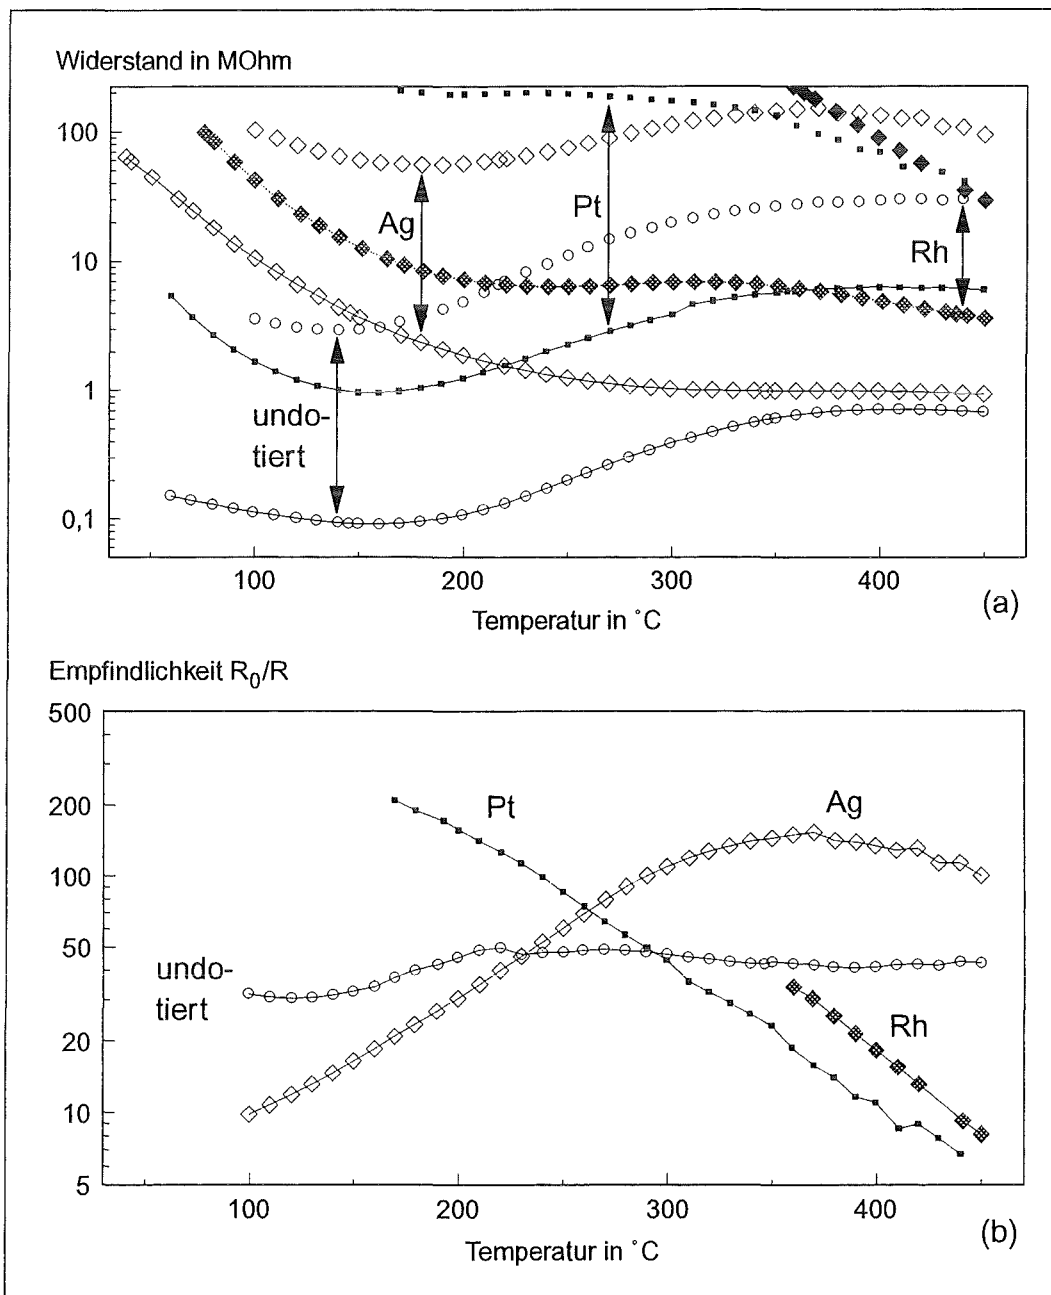 Widerstand in MOhm
100
10
1
0,1
Ag
Pt
Rh
undo-
tiert
100
200
300
400
Temperatur in °C
(a)
Empfindlichkeit R₀/R
500
200
100
50
20
10
5
Pt
Ag
undo-
tiert
Rh
100
200
300
400
Temperatur in °C
(b)